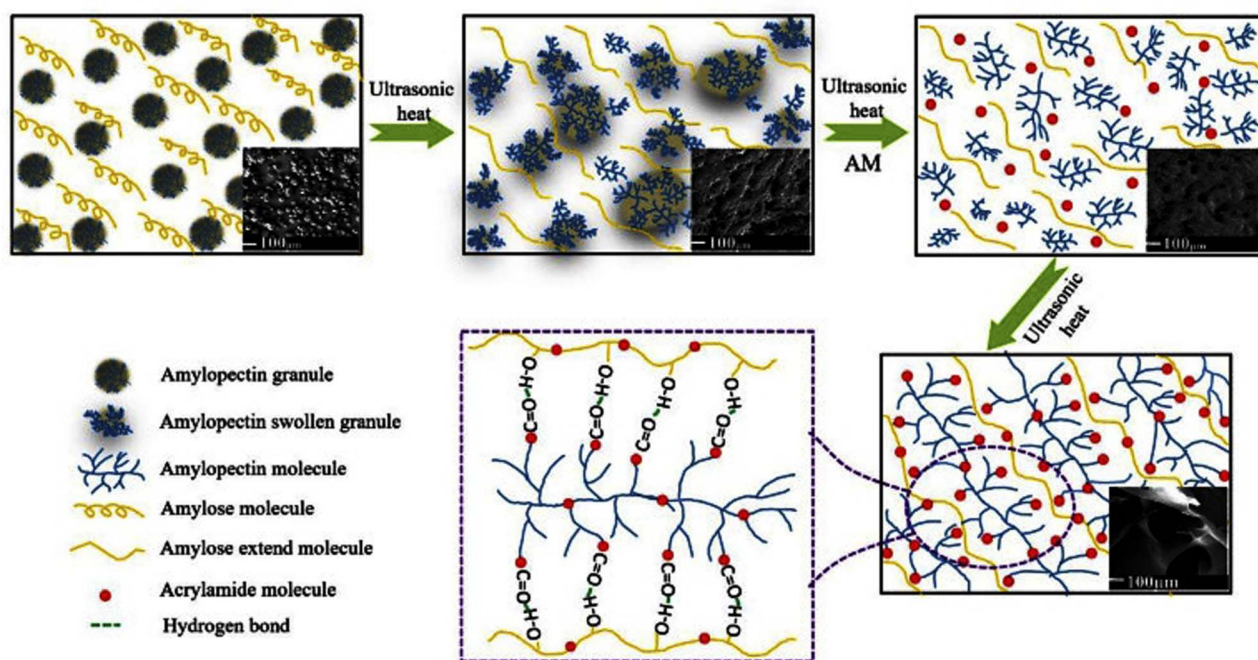 Ultrasonic
heat
Ultrasonic
heat
AM
100μm
100μm
100μm
Ultrasonic
heat
Amylopectin granule
Amylopectin swollen granule
Amylopectin molecule
Amylose molecule
Amylose extend molecule
Acrylamide molecule
Hydrogen bond
O-H
C=O
O-H
C=O
O-H
C=O
O-H
C=O
C=O
H-O
C=O
H-O
C=O
H-O
C=O
H-O
100μm